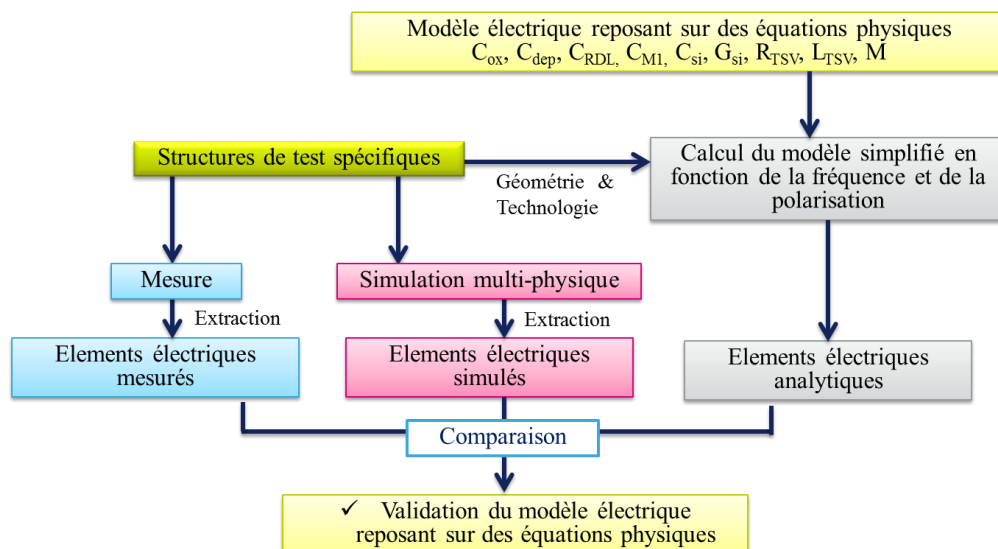 Modèle électrique reposant sur des équations physiques
Cox, Cdep, CRDL, CM1, Csi, Gsi, RTSV, LTSV, M
Structures de test spécifiques
Géométrie &
Technologie
Calcul du modèle simplifié en
fonction de la fréquence et de la
polarisation
Mesure
Simulation multi-physique
Extraction
Extraction
Elements électriques
mesurés
Elements électriques
simulés
Elements électriques
analytiques
Comparaison
✓ Validation du modèle électrique
reposant sur des équations physiques